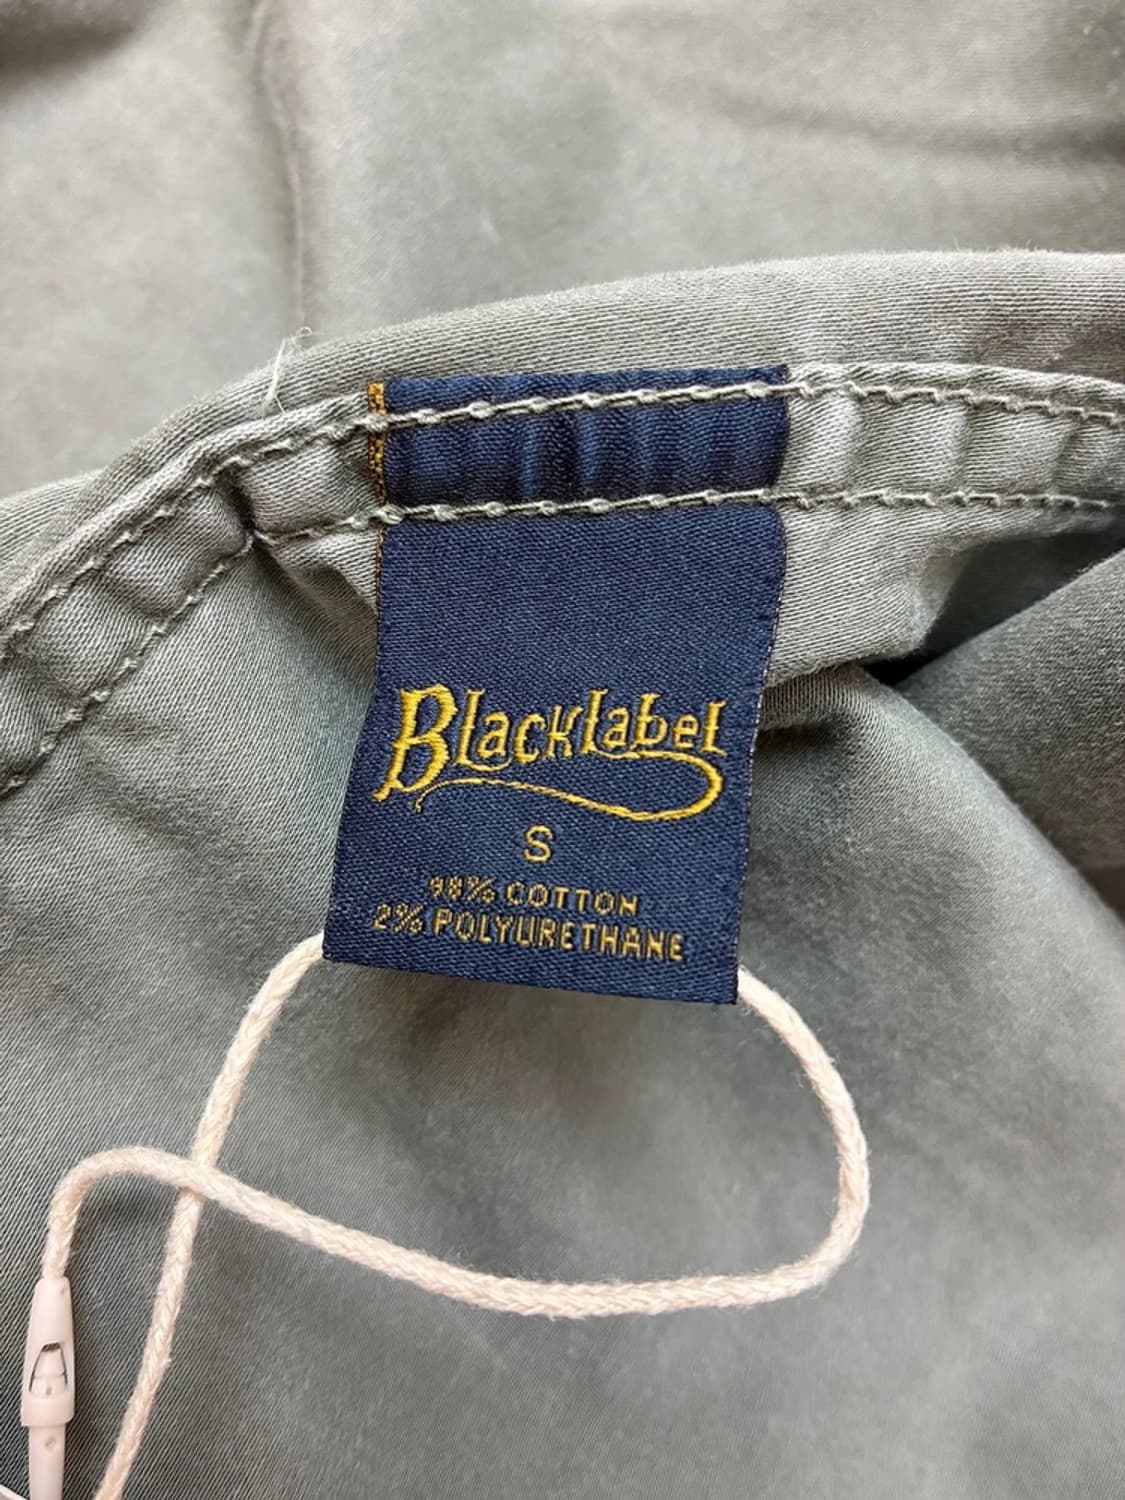 Blacklabel
S
98% COTTON
2% POLYURETHANE